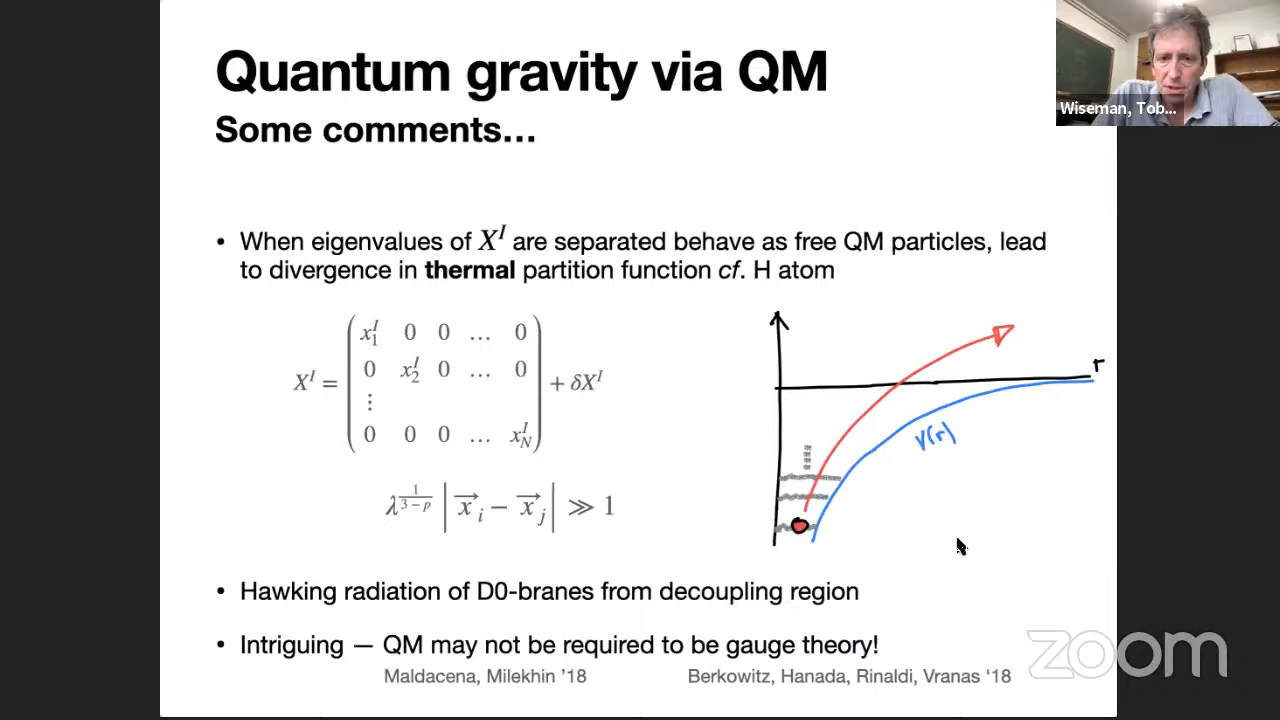 Quantum gravity via QM
Some comments…
Wiseman, Tob...
• When eigenvalues of X^I are separated behave as free QM particles, lead
to divergence in thermal partition function cf. H atom
X^I = ( x_1^I 0 0 … 0
0 x_2^I 0 … 0
⋮
0 0 0 … x_N^I ) + δX^I
λ^{1/(3−p)} | x⃗_i − x⃗_j | ≫ 1
r
V(r)
• Hawking radiation of D0-branes from decoupling region
• Intriguing — QM may not be required to be gauge theory!
Maldacena, Milekhin ’18 Berkowitz, Hanada, Rinaldi, Vranas ‘18
zoom